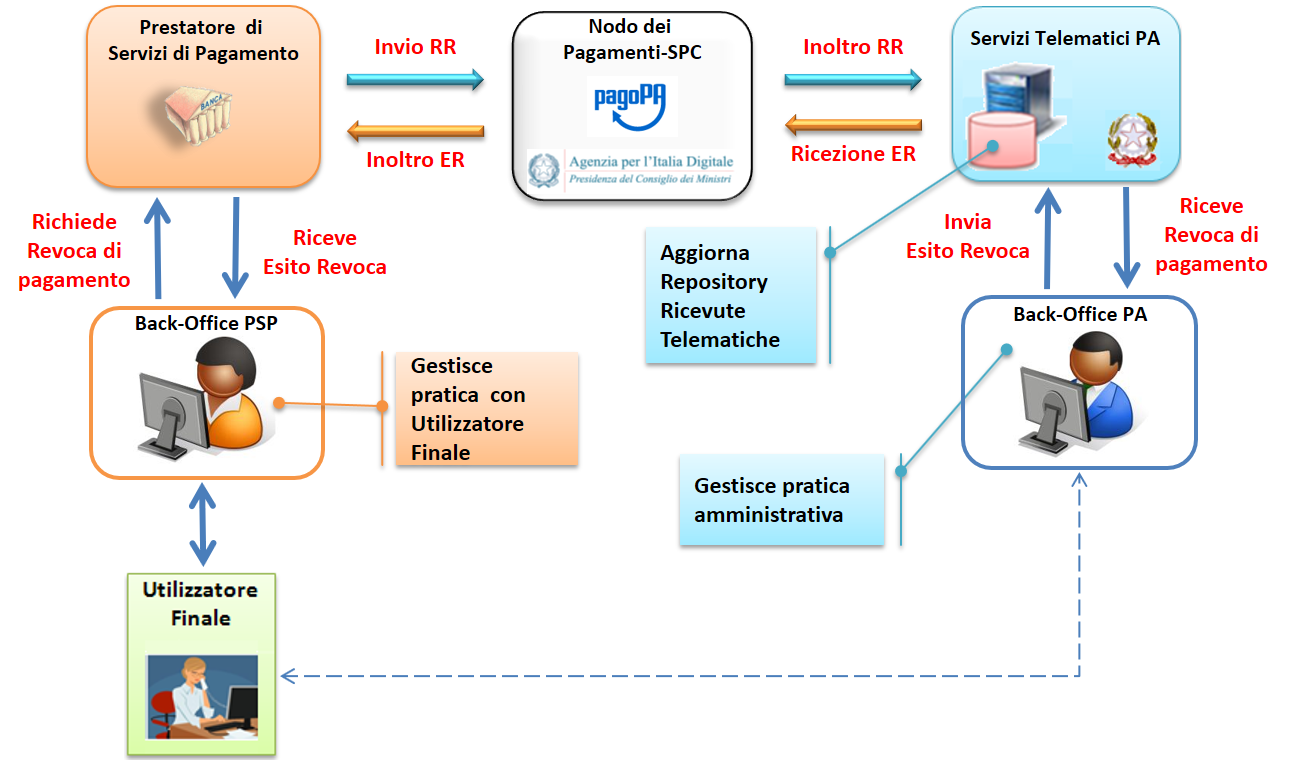 Prestatore di
Servizi di Pagamento
BANCA
Invio RR
Inoltro ER
Nodo dei
Pagamenti-SPC
pagoPA
Agenzia per l'Italia Digitale
Presidenza del Consiglio dei Ministri
Inoltro RR
Ricezione ER
Servizi Telematici PA
Richiede
Revoca di
pagamento
Riceve
Esito Revoca
Aggiorna
Repository
Ricevute
Telematiche
Invia
Esito Revoca
Riceve
Revoca di
pagamento
Back-Office PSP
Gestisce
pratica con
Utilizzatore
Finale
Back-Office PA
Gestisce pratica
amministrativa
Utilizzatore
Finale